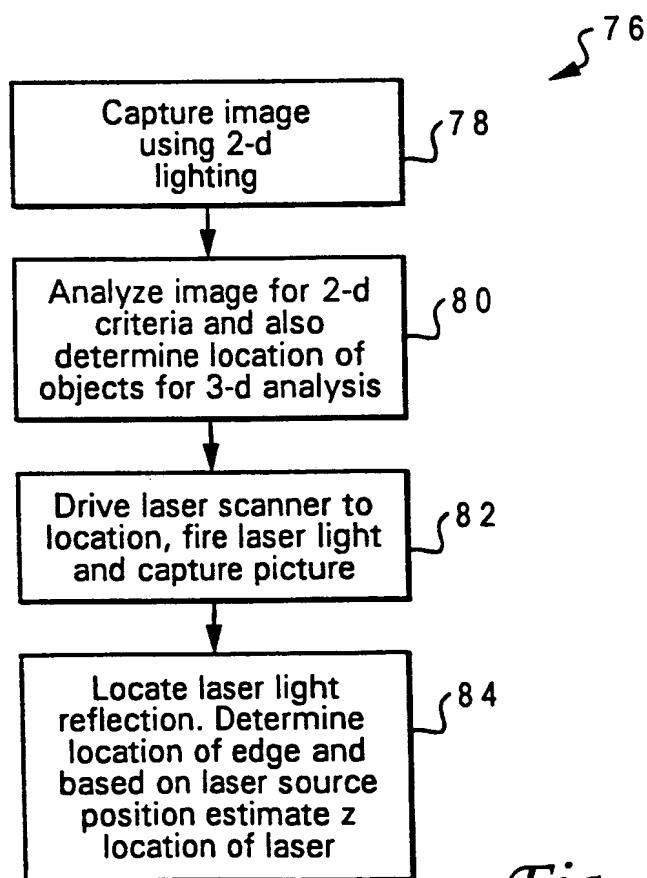 76
Capture image
using 2-d
lighting
78
Analyze image for 2-d
criteria and also
determine location of
objects for 3-d analysis
80
Drive laser scanner to
location, fire laser light
and capture picture
82
Locate laser light
reflection. Determine
location of edge and
based on laser source
position estimate z
location of laser
84